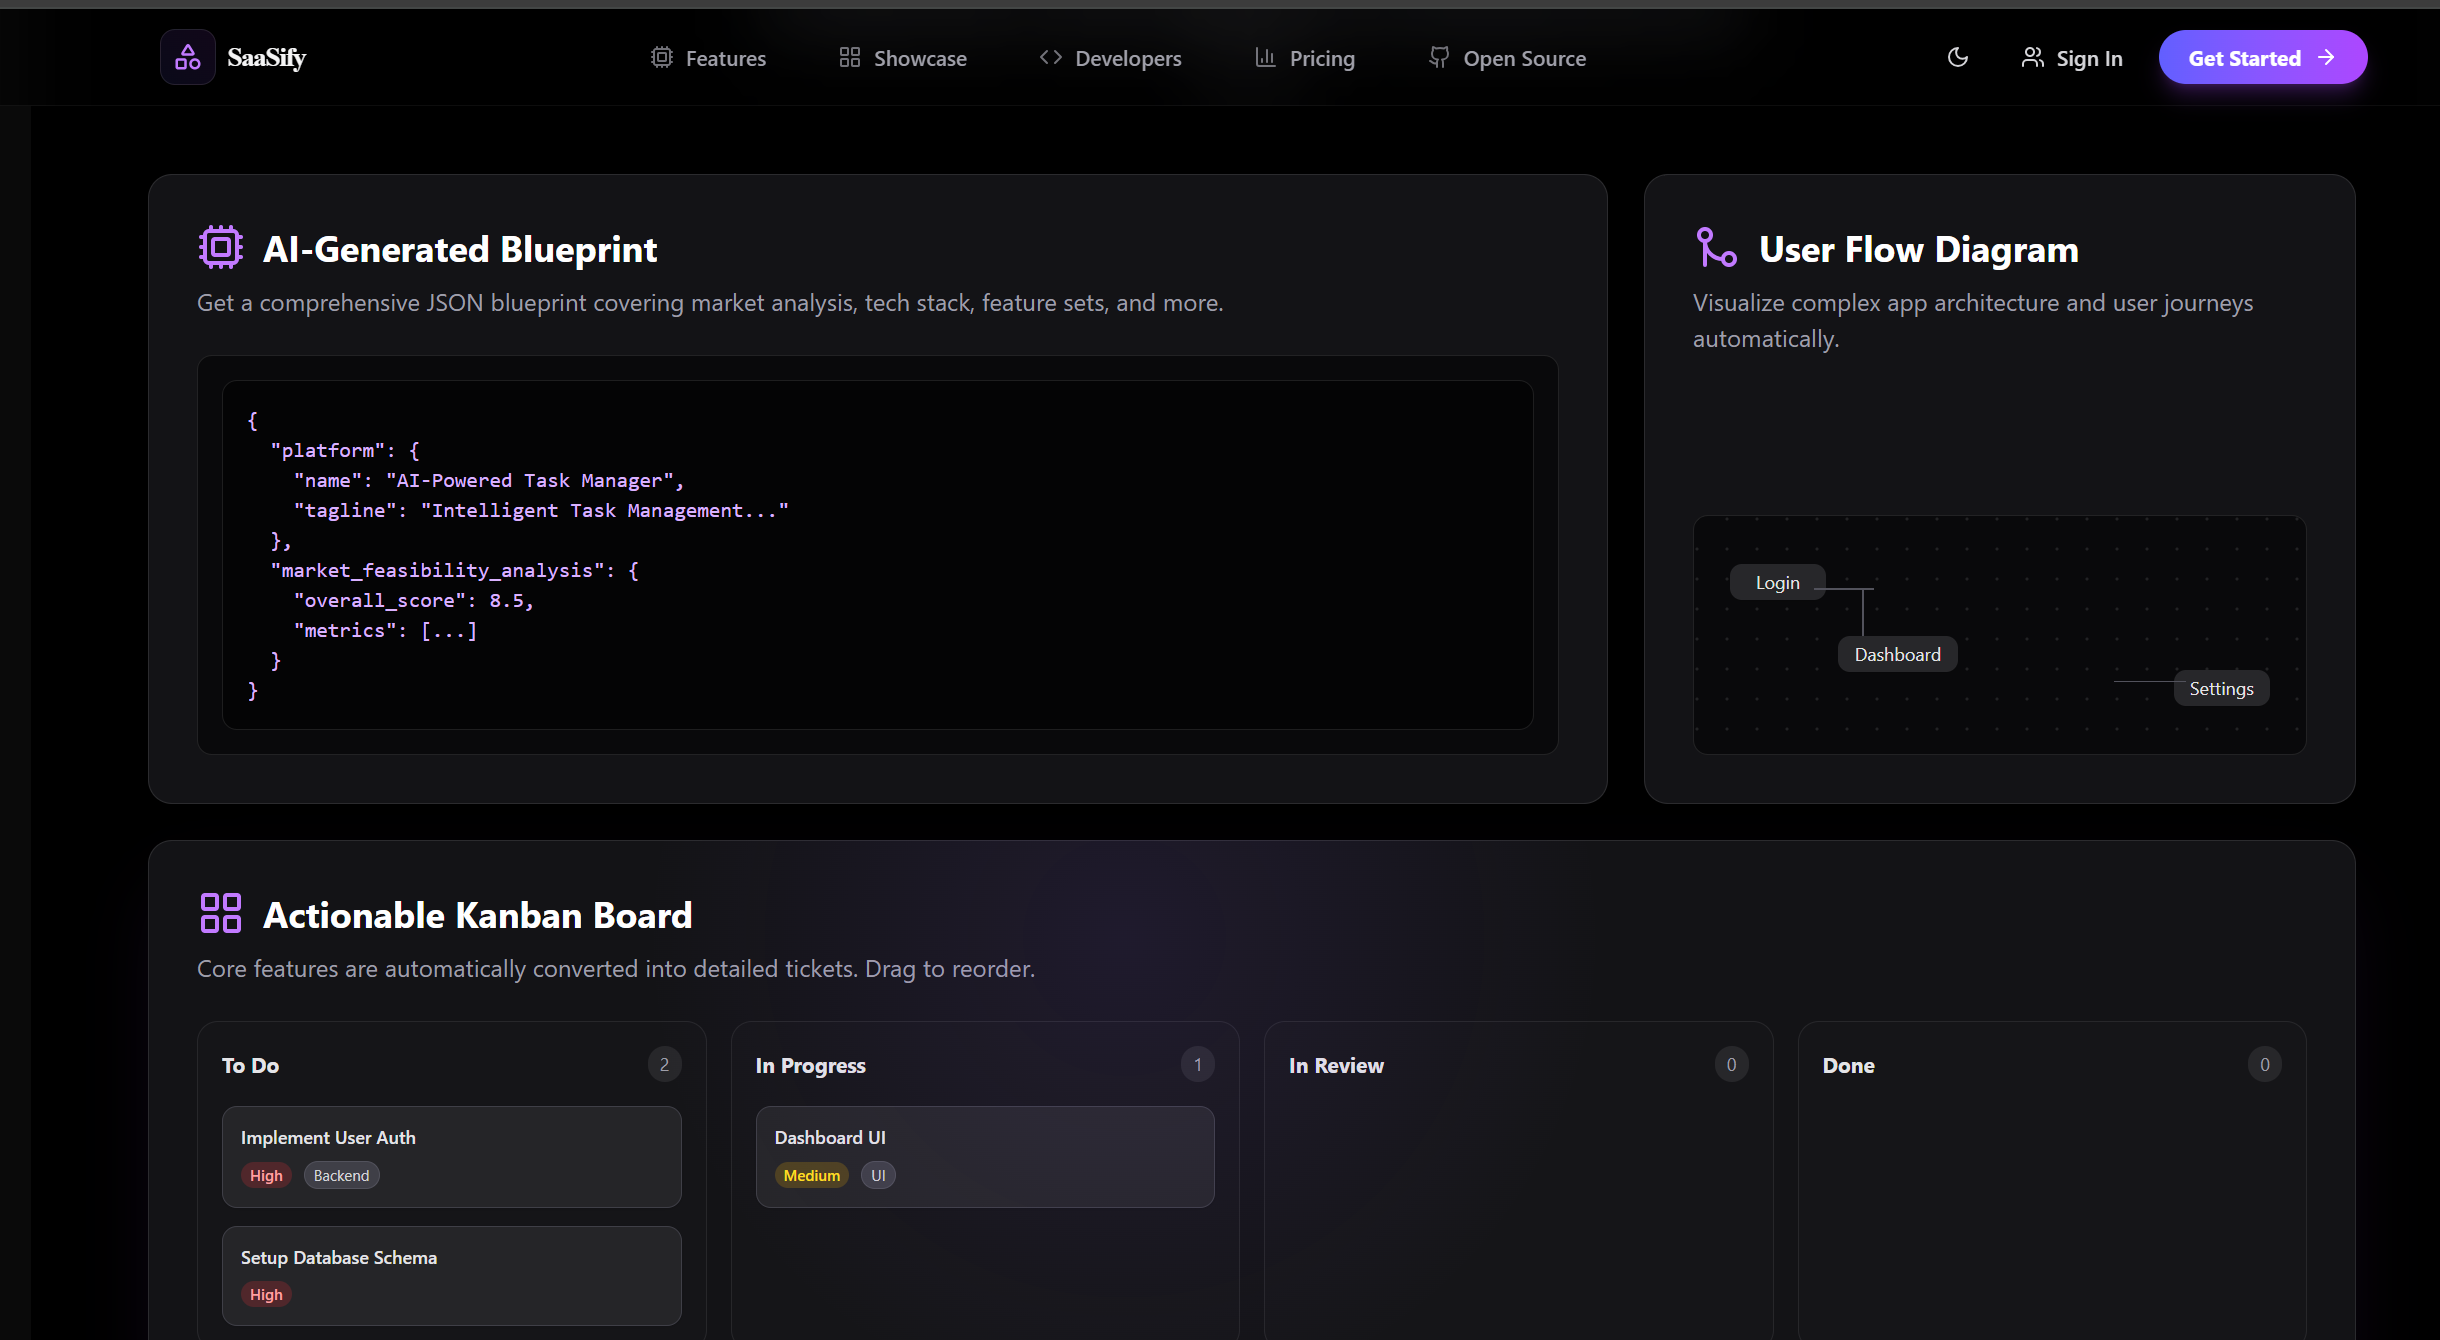 SaaSify
Features
Showcase
Developers
Pricing
Open Source
Sign In
Get Started
AI-Generated Blueprint
Get a comprehensive JSON blueprint covering market analysis, tech stack, feature sets, and more.
{
  "platform": {
    "name": "AI-Powered Task Manager",
    "tagline": "Intelligent Task Management..."
  },
  "market_feasibility_analysis": {
    "overall_score": 8.5,
    "metrics": [...]
  }
}
User Flow Diagram
Visualize complex app architecture and user journeys
automatically.
Login
Dashboard
Settings
Actionable Kanban Board
Core features are automatically converted into detailed tickets. Drag to reorder.
To Do
2
Implement User Auth
High
Backend
Setup Database Schema
High
In Progress
1
Dashboard UI
Medium
UI
In Review
0
Done
0